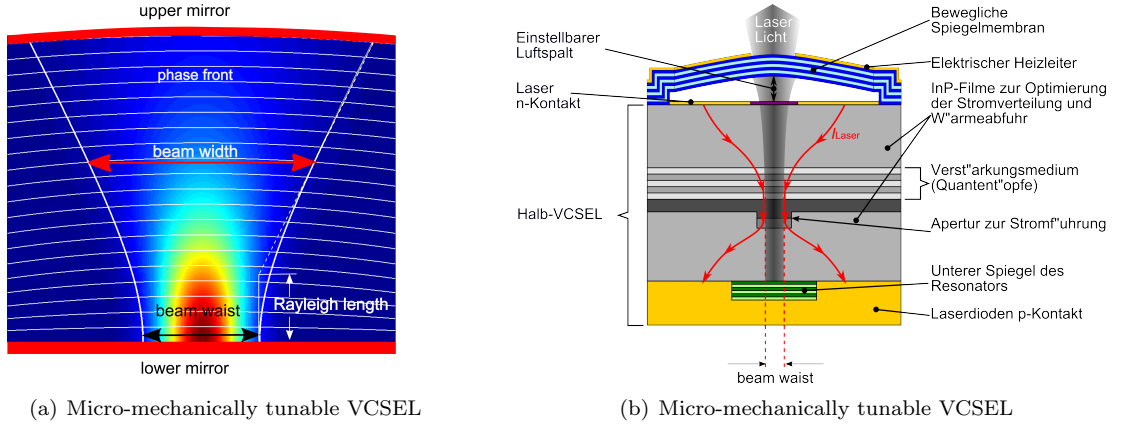 upper mirror
phase front
beam width
Rayleigh length
beam waist
lower mirror
(a) Micro-mechanically tunable VCSEL
Laser
Licht
Einstellbarer
Luftspalt
Laser
n-Kontakt
Halb-VCSEL
Bewegliche
Spiegelmembran
Elektrischer Heizleiter
InP-Filme zur Optimierung
der Stromverteilung und
W"armeabfuhr
ILaser
Verst"arkungsmedium
(Quantent"opfe)
Apertur zur Stromf"uhrung
Unterer Spiegel des
Resonators
Laserdioden p-Kontakt
beam waist
(b) Micro-mechanically tunable VCSEL